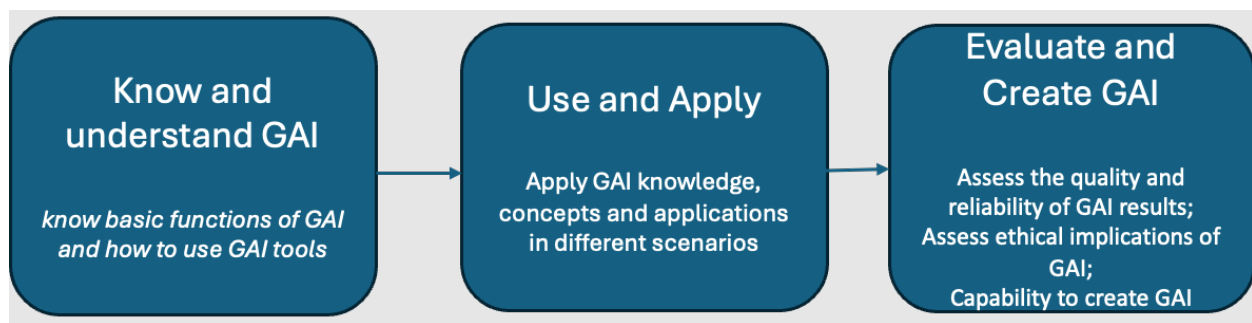 Know and
understand GAI
know basic functions of GAI
and how to use GAI tools
Use and Apply
Apply GAI knowledge,
concepts and applications
in different scenarios
Evaluate and
Create GAI
Assess the quality and
reliability of GAI results;
Assess ethical implications of
GAI;
Capability to create GAI